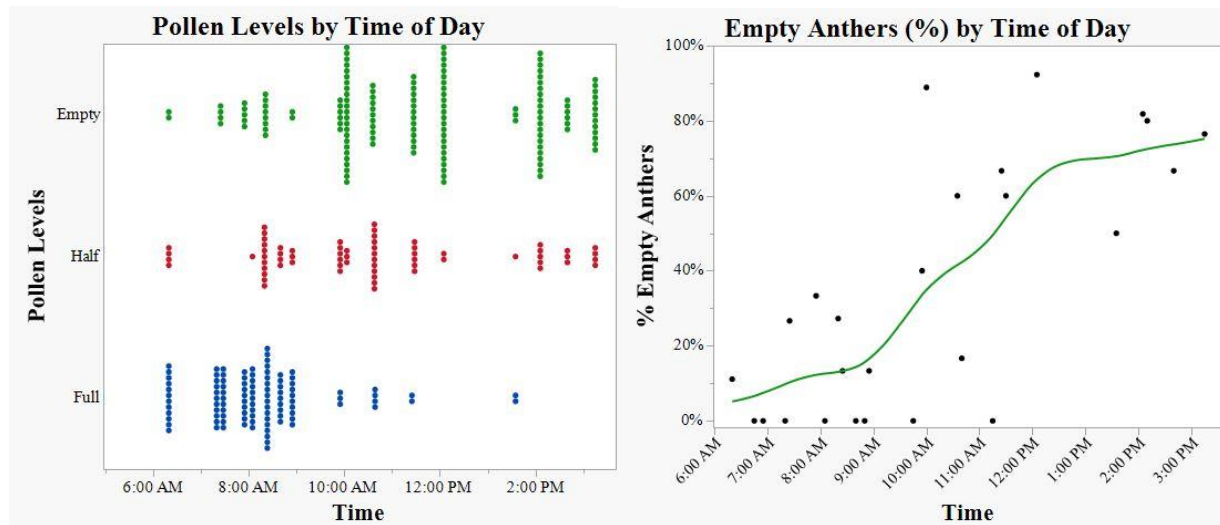 Pollen Levels by Time of Day
Empty
Half
Full
Pollen Levels
6:00 AM 8:00 AM 10:00 AM 12:00 PM 2:00 PM
Time
Empty Anthers (%) by Time of Day
100%
80%
60%
40%
20%
0%
% Empty Anthers
6:00 AM 7:00 AM 8:00 AM 9:00 AM 10:00 AM 11:00 AM 12:00 PM 1:00 PM 2:00 PM 3:00 PM
Time